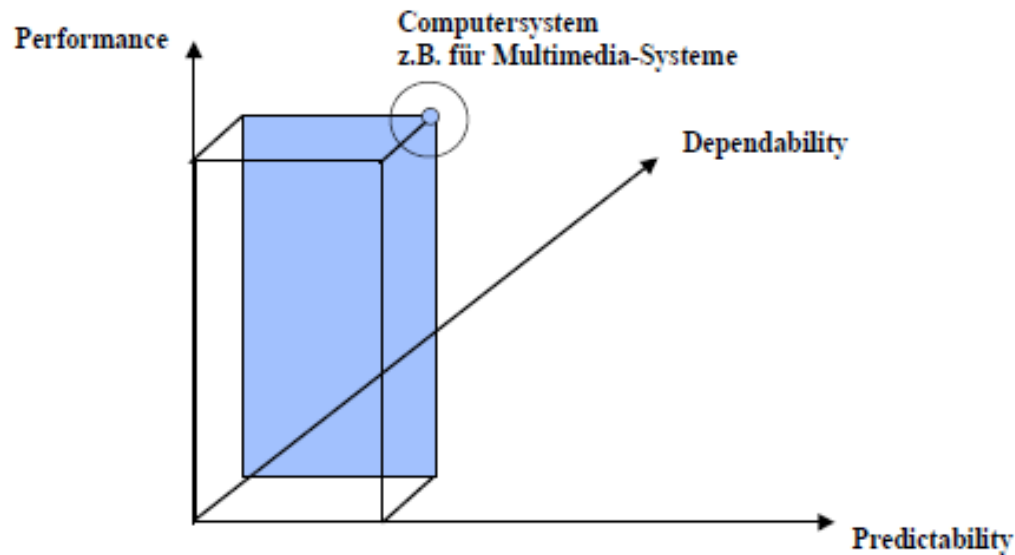 Computersystem
z.B. für Multimedia-Systeme
Performance
Dependability
Predictability